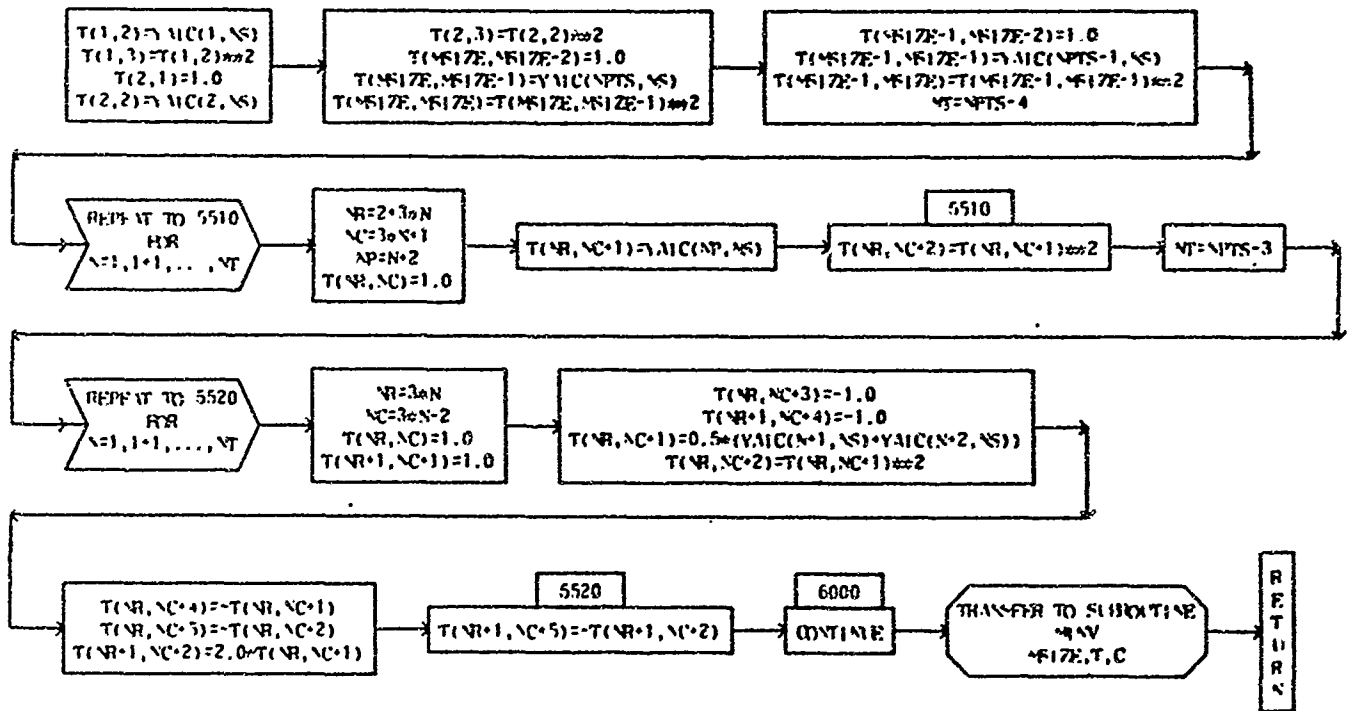 T(1,2)=YAIC(1,NS)
T(1,3)=T(1,2)**2
T(2,1)=1.0
T(2,2)=YAIC(2,NS)
T(2,3)=T(2,2)**2
T(MSIZE,MSIZE-2)=1.0
T(MSIZE,MSIZE-1)=YAIC(NPTS,NS)
T(MSIZE,MSIZE)=T(MSIZE,MSIZE-1)**2
T(MSIZE-1,MSIZE-2)=1.0
T(MSIZE-1,MSIZE-1)=YAIC(NPTS-1,NS)
T(MSIZE-1,MSIZE)=T(MSIZE-1,MSIZE-1)**2
NT=NPTS-4
REPEAT TO 5510
FOR
N=1,1+1,...,NT
NR=2+3*N
NC=3*N+1
NP=N+2
T(NR,NC)=1.0
T(NR,NC+1)=YAIC(NP,NS)
5510
T(NR,NC+2)=T(NR,NC+1)**2
NT=NPTS-3
REPEAT TO 5520
FOR
N=1,1+1,...,NT
NR=3*N
NC=3*N-2
T(NR,NC)=1.0
T(NR+1,NC+1)=1.0
T(NR,NC+3)=-1.0
T(NR+1,NC+4)=-1.0
T(NR,NC+1)=0.5*(YAIC(N+1,NS)+YAIC(N+2,NS))
T(NR,NC+2)=T(NR,NC+1)**2
T(NR,NC+4)=-T(NR,NC+1)
T(NR,NC+5)=-T(NR,NC+2)
T(NR+1,NC+2)=2.0*T(NR,NC+1)
5520
T(NR+1,NC+5)=-T(NR+1,NC+2)
6000
CONTINUE
TRANSFER TO SUBROUTINE
MINV
MSIZE,T,C
RETURN